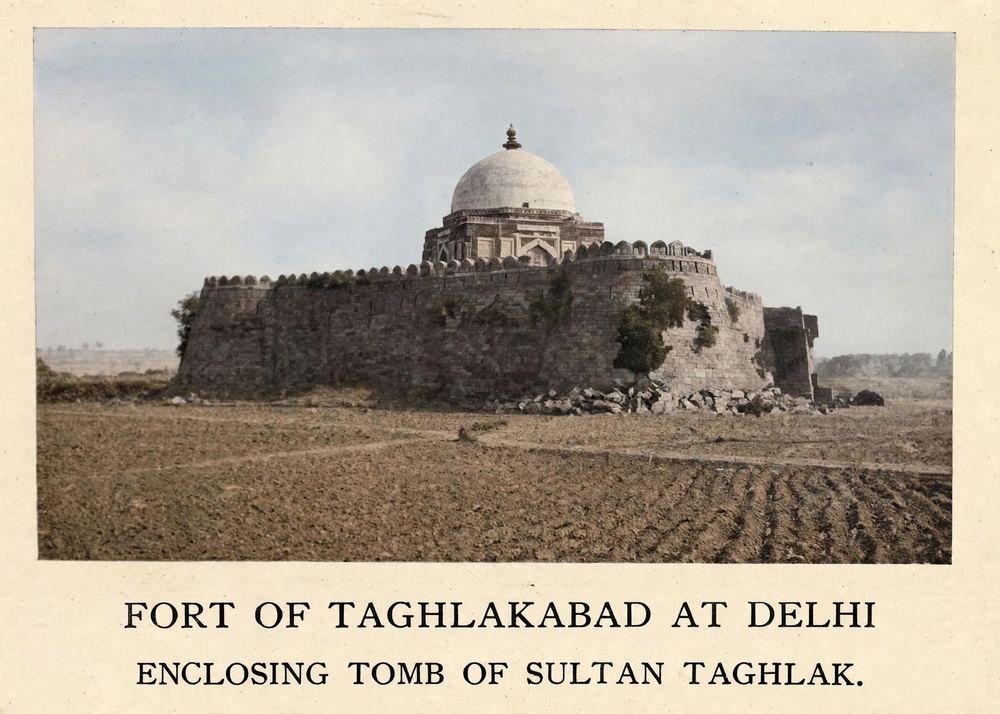 FORT OF TAGHLAKABAD AT DELHI
ENCLOSING TOMB OF SULTAN TAGHLAK.